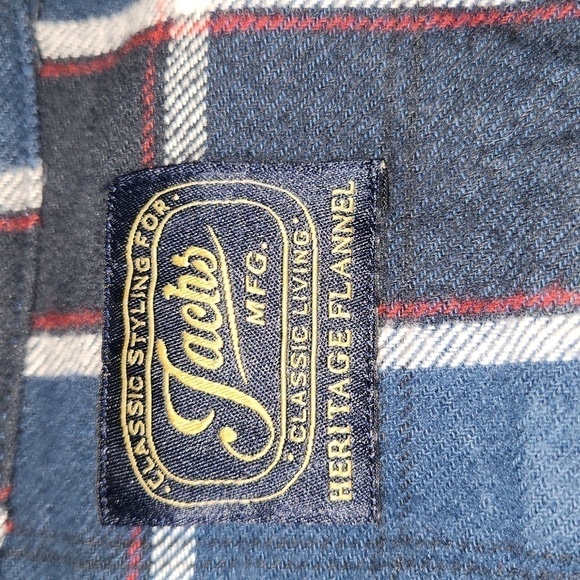 · CLASSIC STYLING FOR ·
Jachs
MFG.
· CLASSIC LIVING ·
HERITAGE FLANNEL